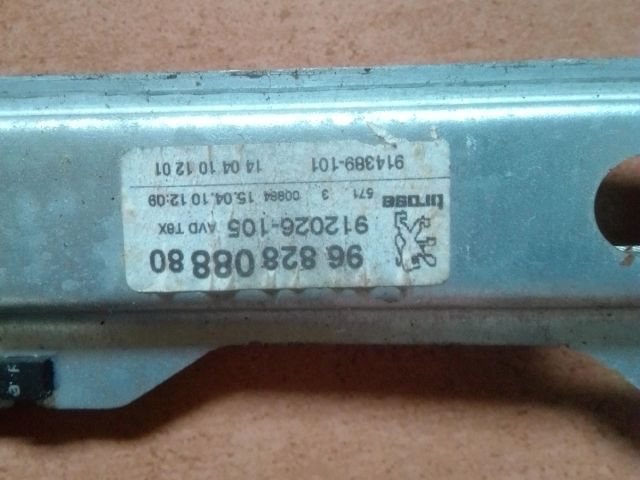 96 828 088 80
912026-105 AVD T8X
brose
571 3 00984 15.04.10 12:09
914389-101 14 04 10 12 01